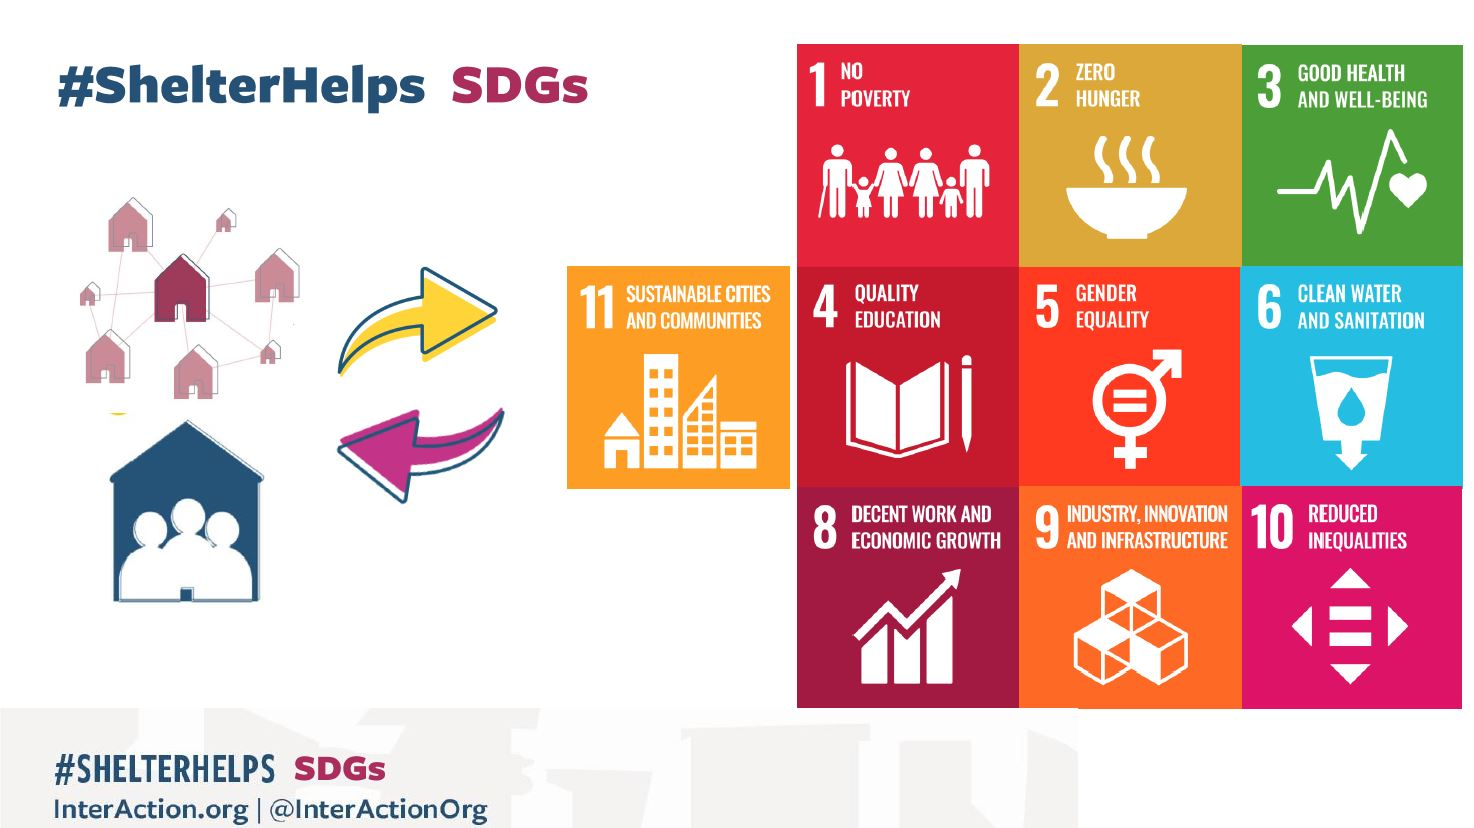 #ShelterHelps SDGs
1 NO
POVERTY
2 ZERO
HUNGER
3 GOOD HEALTH
AND WELL-BEING
11 SUSTAINABLE CITIES
AND COMMUNITIES
4 QUALITY
EDUCATION
5 GENDER
EQUALITY
6 CLEAN WATER
AND SANITATION
8 DECENT WORK AND
ECONOMIC GROWTH
9 INDUSTRY, INNOVATION
AND INFRASTRUCTURE
10 REDUCED
INEQUALITIES
#SHELTERHELPS SDGs
InterAction.org | @InterActionOrg